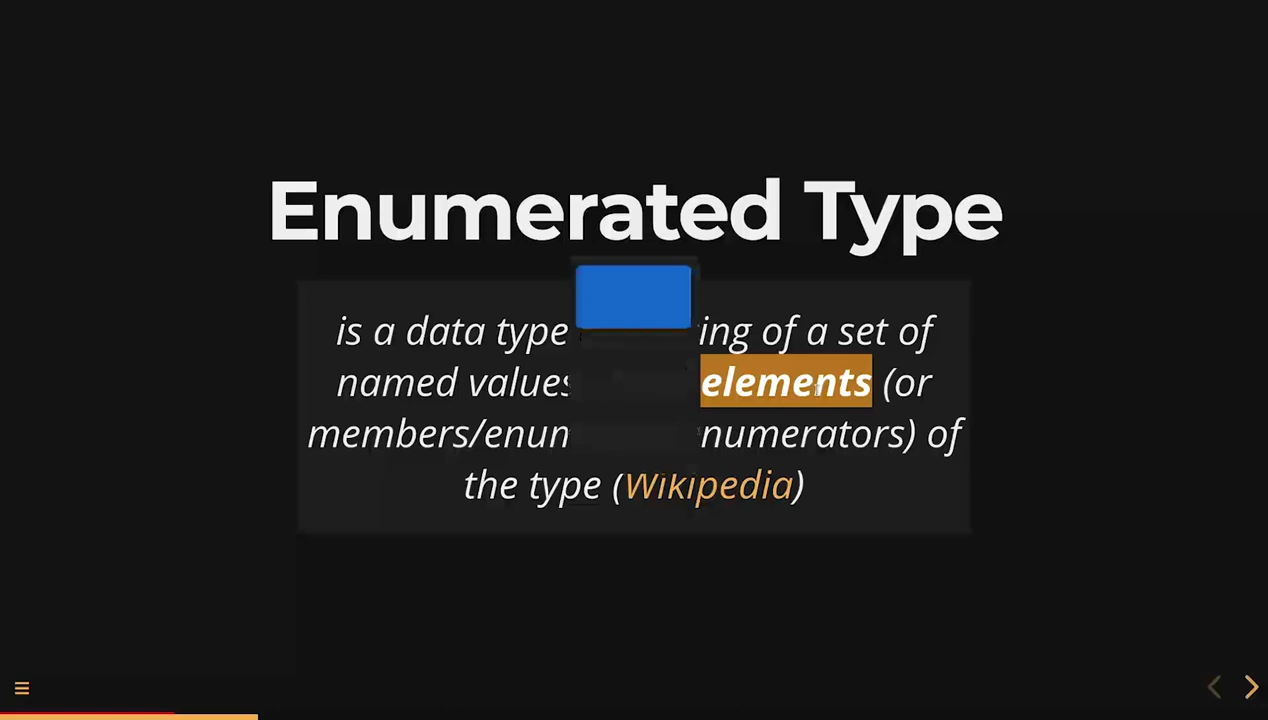 Enumerated Type
is a data type ing of a set of
named values elements (or
members/enum numerators) of
the type (Wikipedia)